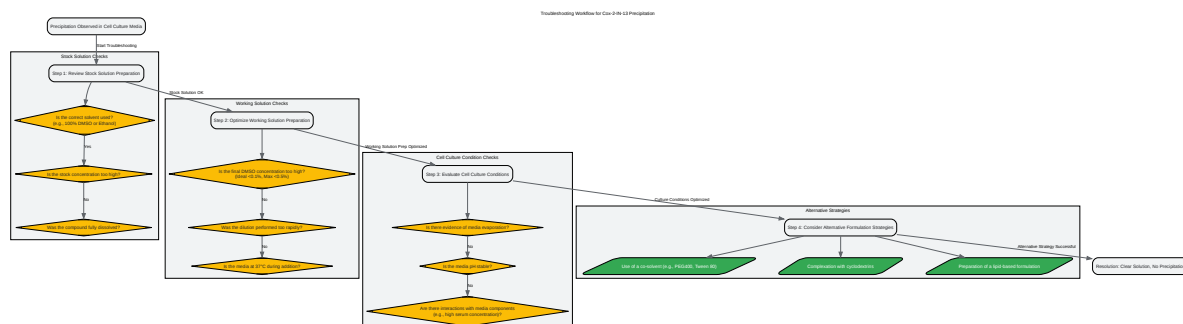 Troubleshooting Workflow for Cox-2-IN-13 Precipitation
Precipitation Observed in Cell Culture Media
Start Troubleshooting
Stock Solution Checks
Step 1: Review Stock Solution Preparation
Is the correct solvent used?
(e.g., 100% DMSO or Ethanol)
Yes
Is the stock concentration too high?
No
Was the compound fully dissolved?
Stock Solution OK
Working Solution Checks
Step 2: Optimize Working Solution Preparation
Is the final DMSO concentration too high?
(Ideal <0.1%, Max <0.5%)
No
Was the dilution performed too rapidly?
No
Is the media at 37°C during addition?
Working Solution Prep Optimized
Cell Culture Condition Checks
Step 3: Evaluate Cell Culture Conditions
Is there evidence of media evaporation?
No
Is the media pH stable?
No
Are there interactions with media components
(e.g., high serum concentration)?
Culture Conditions Optimized
Alternative Strategies
Step 4: Consider Alternative Formulation Strategies
Use of a co-solvent (e.g., PEG400, Tween 80)
Complexation with cyclodextrins
Preparation of a lipid-based formulation
Alternative Strategy Successful
Resolution: Clear Solution, No Precipitation